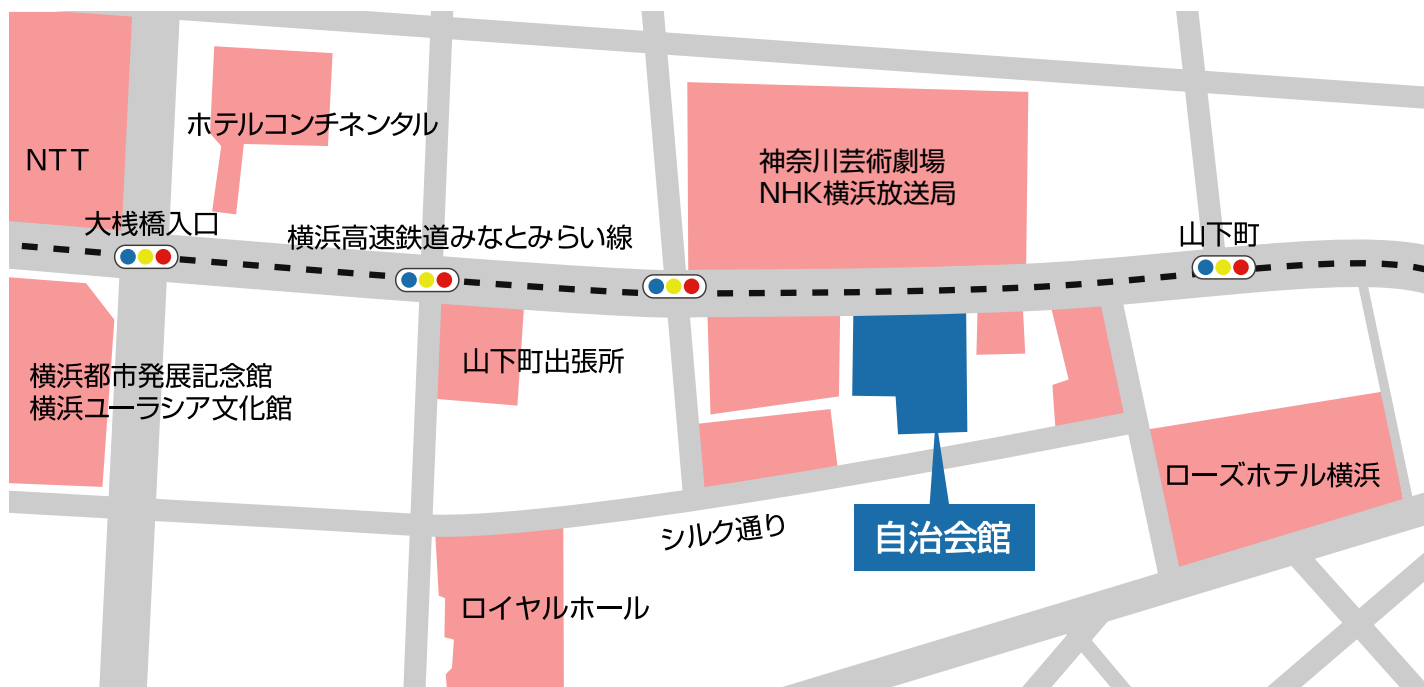 ホテルコンチネンタル
NTT
神奈川芸術劇場
NHK横浜放送局
大桟橋入口
横浜高速鉄道みなとみらい線
山下町
山下町出張所
横浜都市発展記念館
横浜ユーラシア文化館
ローズホテル横浜
シルク通り
自治会館
ロイヤルホール